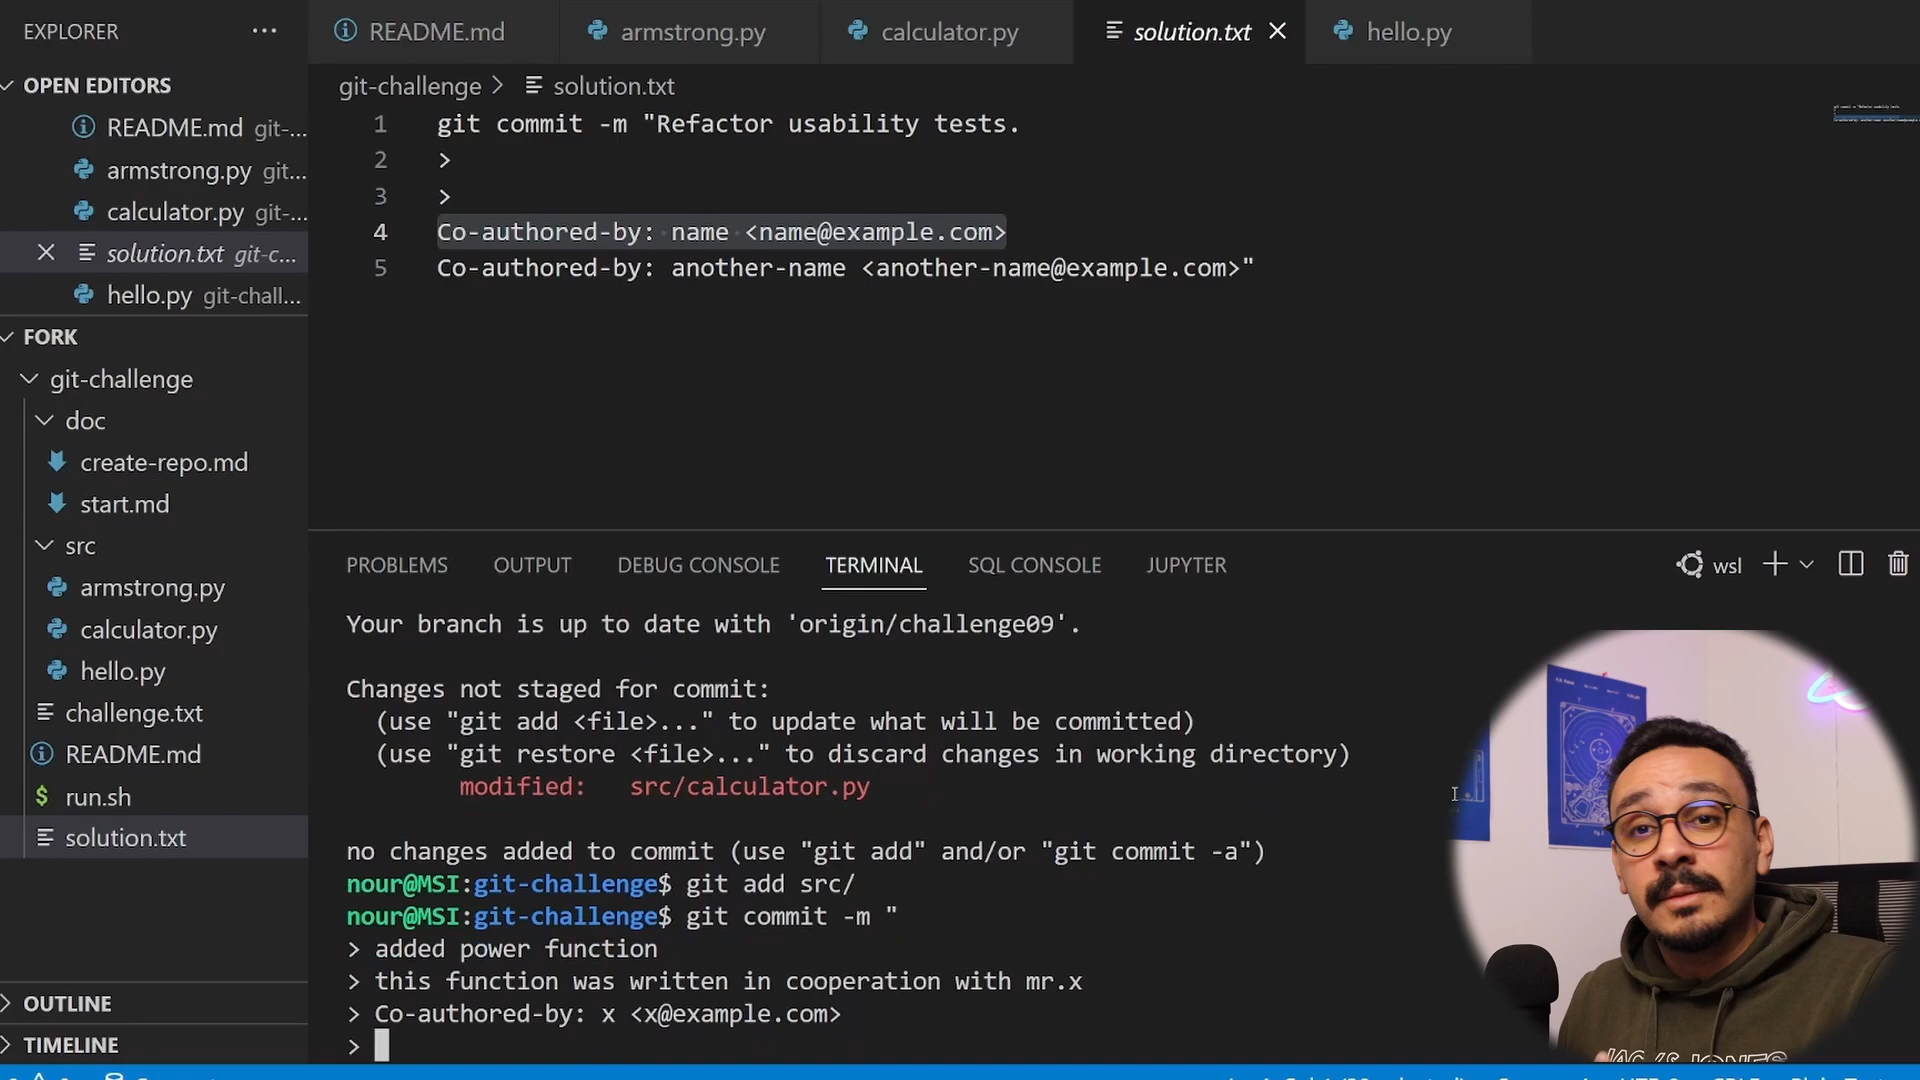 EXPLORER
README.md
armstrong.py
calculator.py
solution.txt
hello.py
OPEN EDITORS
README.md git-...
armstrong.py git...
calculator.py git-...
solution.txt git-c...
hello.py git-chall...
FORK
git-challenge
doc
create-repo.md
start.md
src
armstrong.py
calculator.py
hello.py
challenge.txt
README.md
run.sh
solution.txt
OUTLINE
TIMELINE
git-challenge > solution.txt
1 git commit -m "Refactor usability tests.
2 >
3 >
4 Co-authored-by: name <name@example.com>
5 Co-authored-by: another-name <another-name@example.com>"
PROBLEMS OUTPUT DEBUG CONSOLE TERMINAL SQL CONSOLE JUPYTER
wsl
Your branch is up to date with 'origin/challenge09'.
Changes not staged for commit:
(use "git add <file>..." to update what will be committed)
(use "git restore <file>..." to discard changes in working directory)
modified: src/calculator.py
no changes added to commit (use "git add" and/or "git commit -a")
nour@MSI:git-challenge$ git add src/
nour@MSI:git-challenge$ git commit -m "
> added power function
> this function was written in cooperation with mr.x
> Co-authored-by: x <x@example.com>
>
JACK & JONES